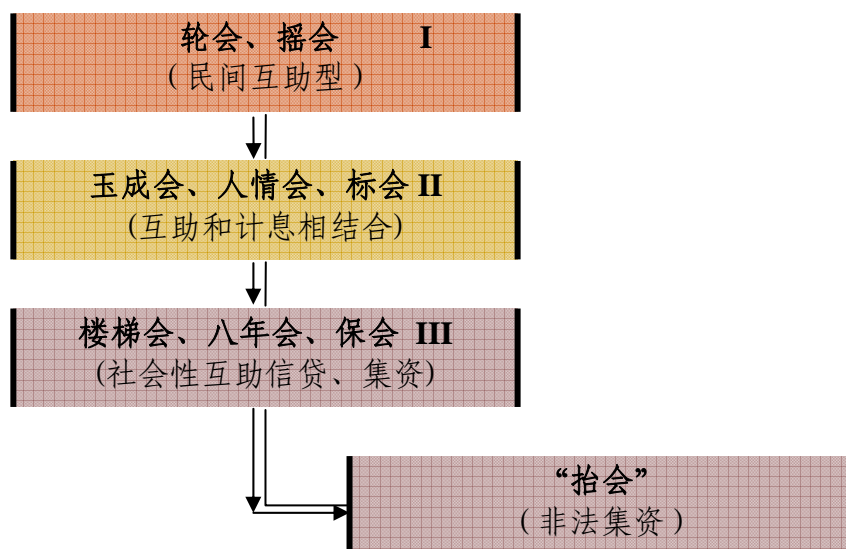 轮会、摇会 I
(民间互助型)
玉成会、人情会、标会 II
(互助和计息相结合)
楼梯会、八年会、保会 III
(社会性互助信贷、集资)
“抬会”
(非法集资)